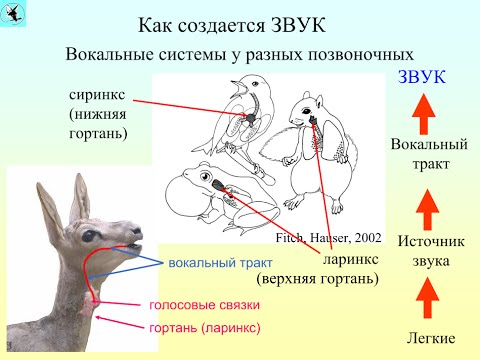 Как создается ЗВУК
Вокальные системы у разных позвоночных
сиринкс
(нижняя
гортань)
ЗВУК
Вокальный
тракт
Fitch, Hauser, 2002
Источник
звука
ларинкс
(верхняя гортань)
вокальный тракт
голосовые связки
гортань (ларинкс)
Легкие